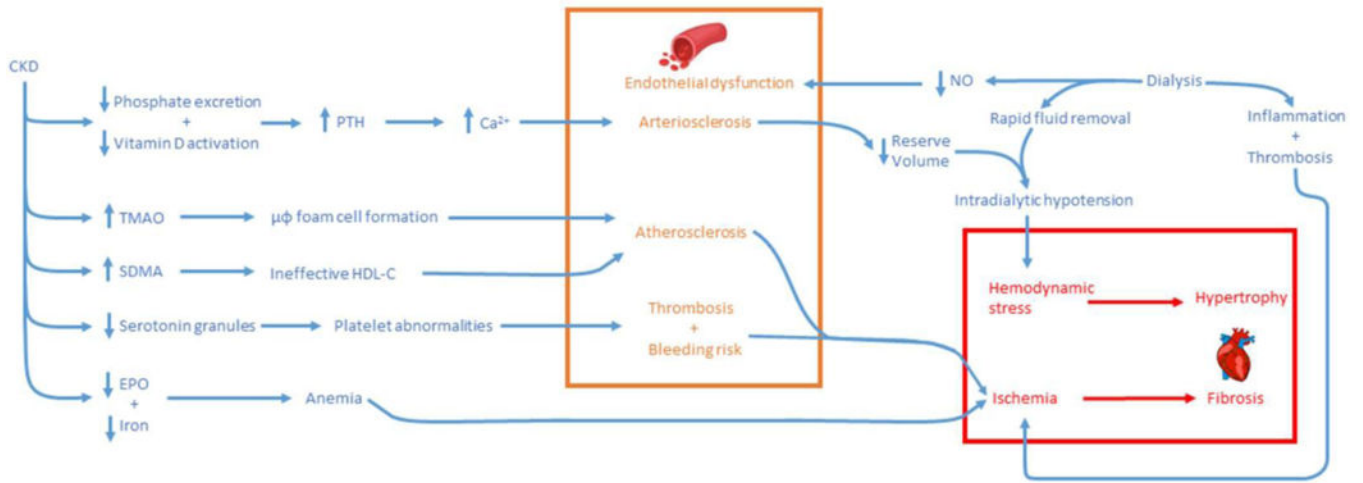 CKD
Phosphate excretion
+
Vitamin D activation
PTH
Ca²⁺
TMAO
μφ foam cell formation
SDMA
Ineffective HDL-C
Serotonin granules
Platelet abnormalities
EPO
+
Iron
Anemia
Endothelial dysfunction
Arteriosclerosis
Atherosclerosis
Thrombosis
+
Bleeding risk
NO
Dialysis
Rapid fluid removal
Inflammation
+
Thrombosis
Reserve
Volume
Intradialytic hypotension
Hemodynamic
stress
Hypertrophy
Ischemia
Fibrosis